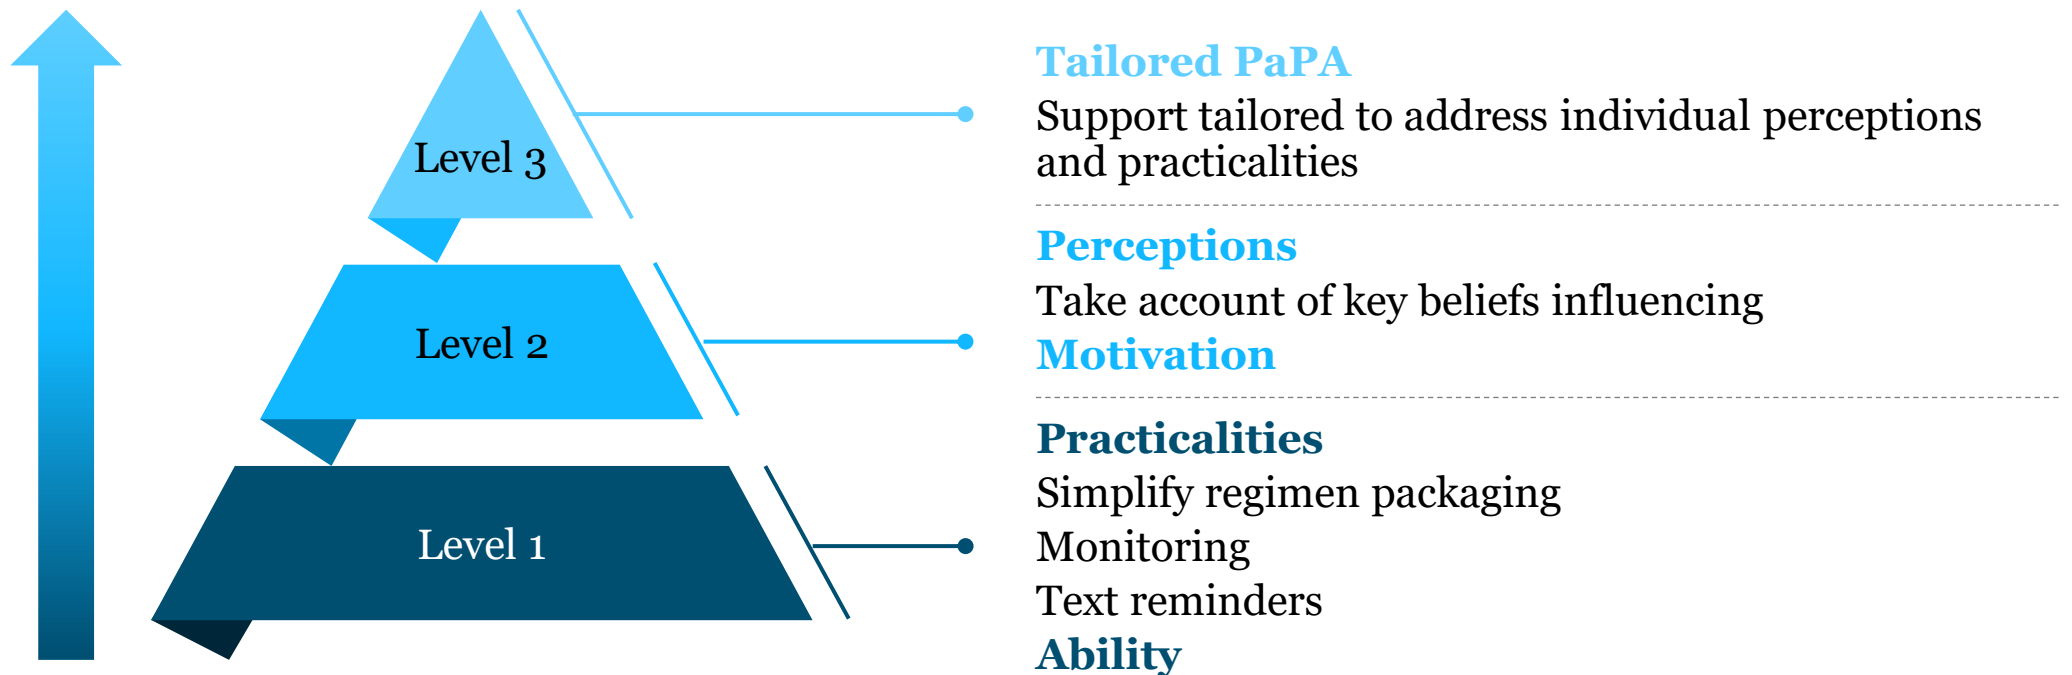 Tailored PaPA
Support tailored to address individual perceptions
and practicalities
Level 3
Perceptions
Take account of key beliefs influencing
Motivation
Level 2
Practicalities
Simplify regimen packaging
Monitoring
Text reminders
Ability
Level 1